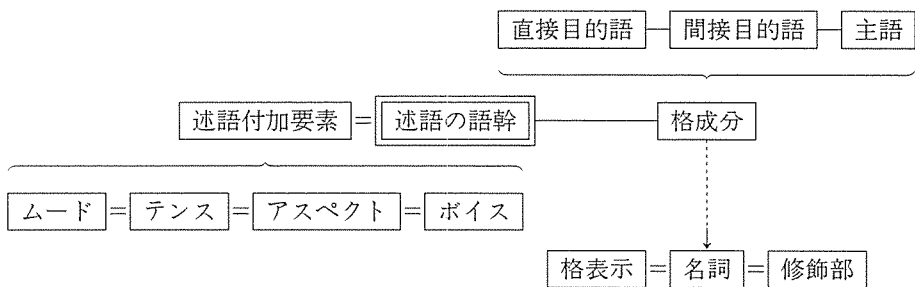 直接目的語 間接目的語 主語
述語付加要素 = 述語の語幹 格成分
ムード = テンス = アスペクト = ボイス
格表示 = 名詞 = 修飾部